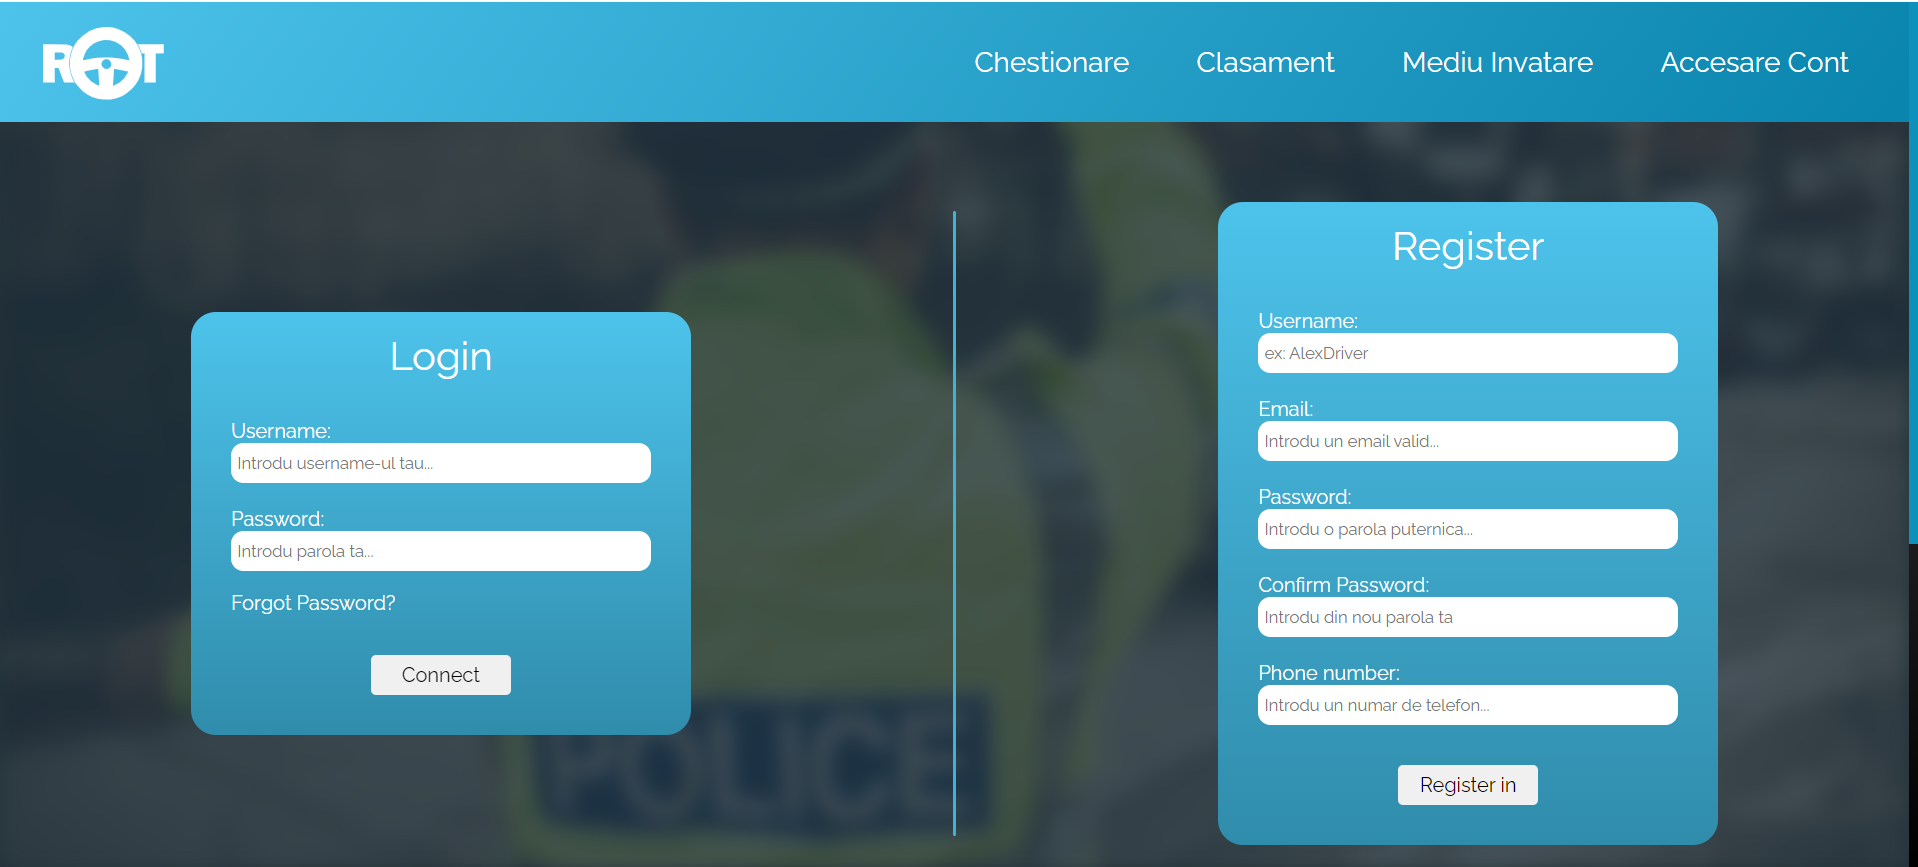 ROT
Chestionare
Clasament
Mediu Invatare
Accesare Cont
Login
Username:
Introdu username-ul tau...
Password:
Introdu parola ta...
Forgot Password?
Connect
Register
Username:
ex: AlexDriver
Email:
Introdu un email valid...
Password:
Introdu o parola puternica...
Confirm Password:
Introdu din nou parola ta
Phone number:
Introdu un numar de telefon...
Register in
POLICE